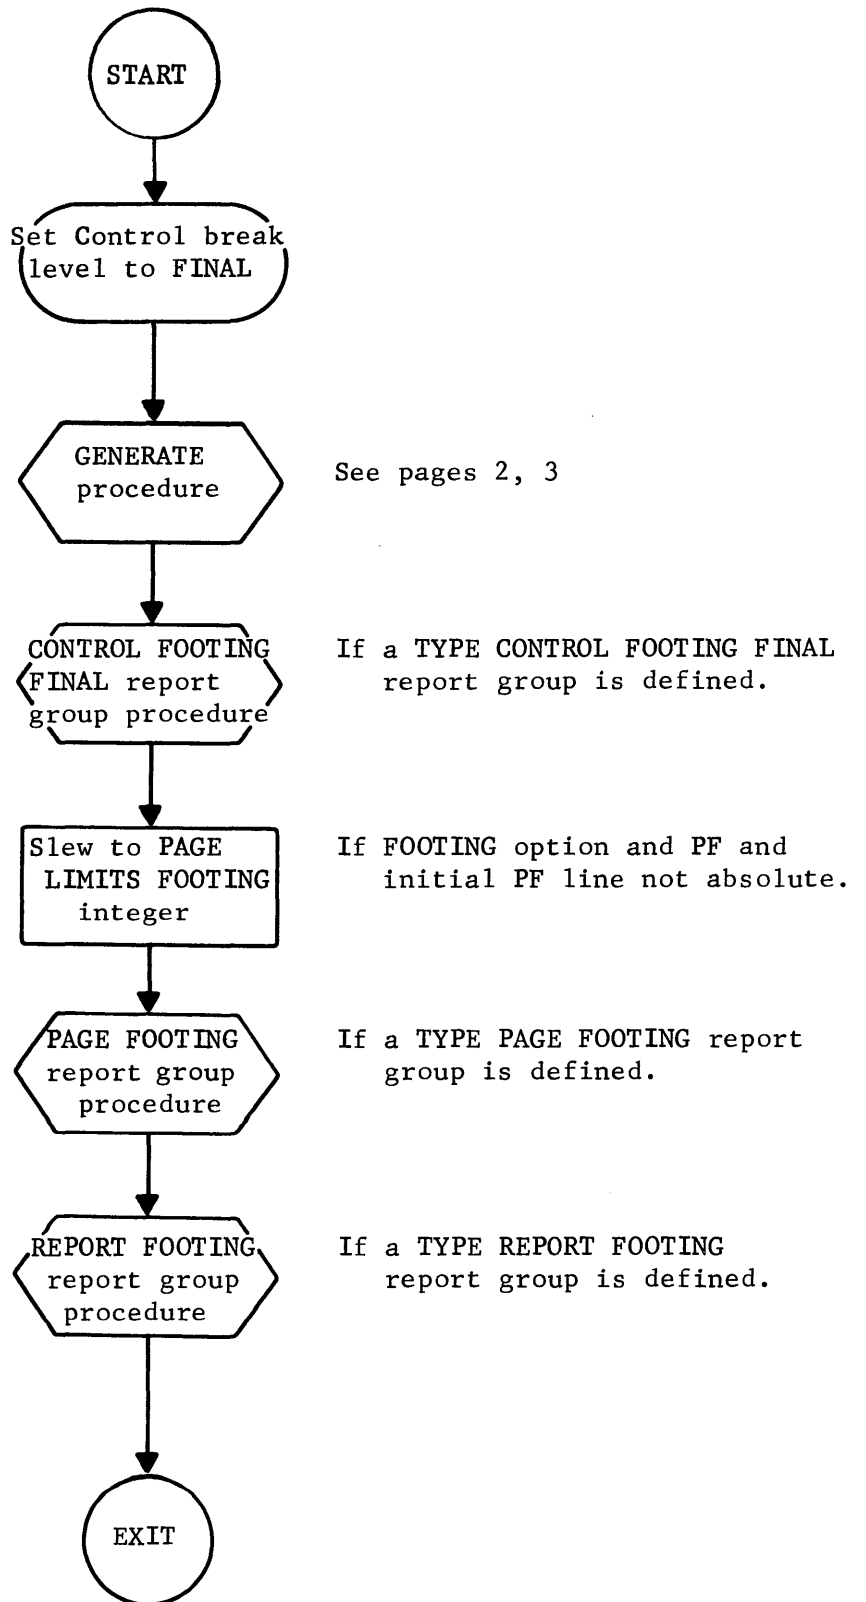 START
Set Control break
level to FINAL
GENERATE
procedure
See pages 2, 3
CONTROL FOOTING
FINAL report
group procedure
If a TYPE CONTROL FOOTING FINAL
report group is defined.
Slew to PAGE
LIMITS FOOTING
integer
If FOOTING option and PF and
initial PF line not absolute.
PAGE FOOTING
report group
procedure
If a TYPE PAGE FOOTING report
group is defined.
REPORT FOOTING
report group
procedure
If a TYPE REPORT FOOTING
report group is defined.
EXIT